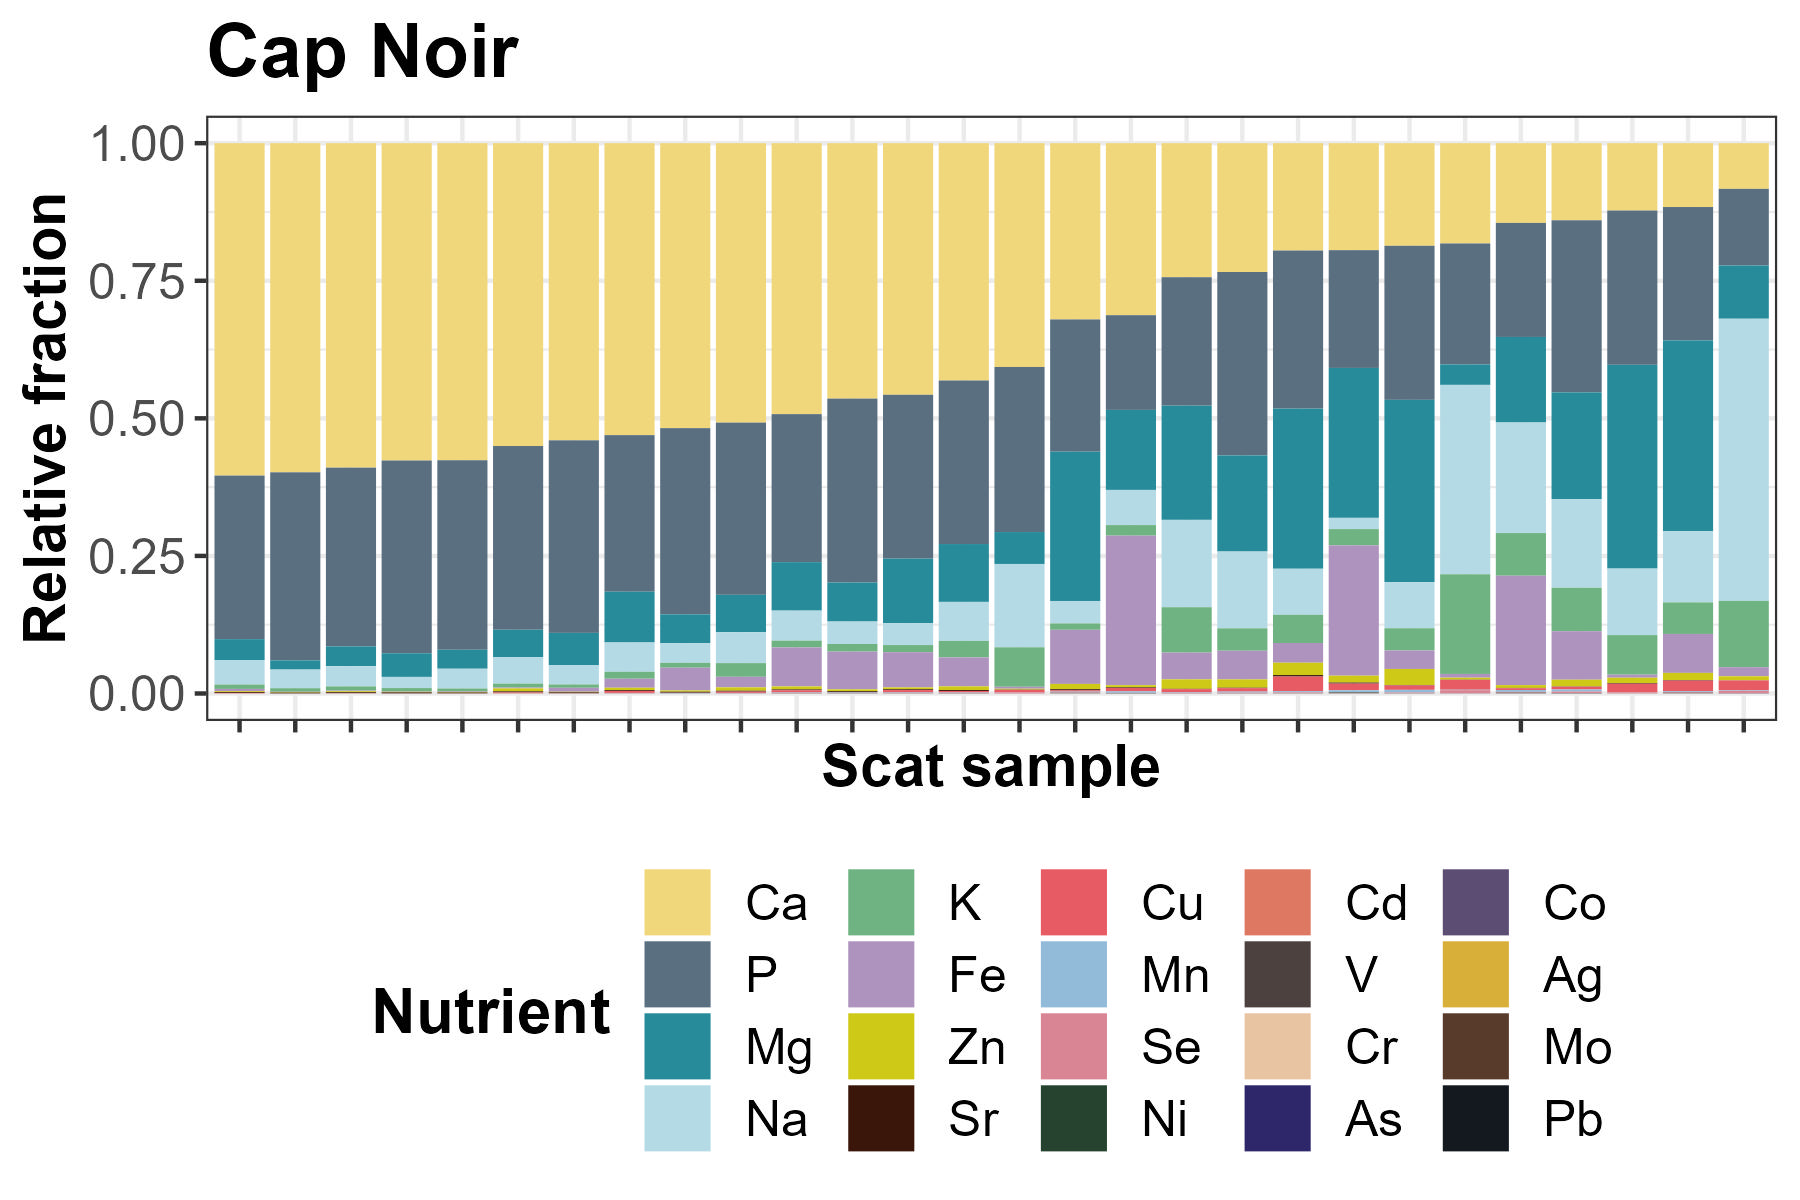 Cap Noir
1.00
0.75
0.50
0.25
0.00
Relative fraction
Scat sample
Nutrient
Ca K Cu Cd Co
P Fe Mn V Ag
Mg Zn Se Cr Mo
Na Sr Ni As Pb